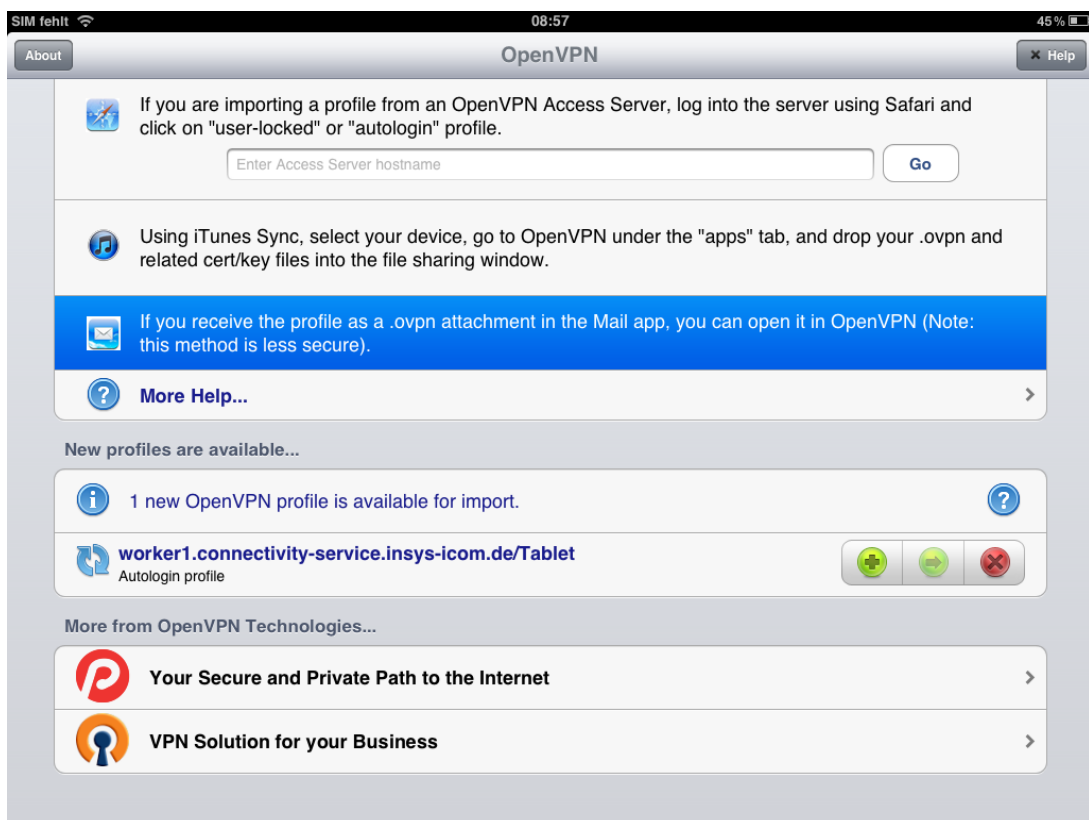 SIM fehlt 08:57 45 %
About OpenVPN × Help
If you are importing a profile from an OpenVPN Access Server, log into the server using Safari and
click on "user-locked" or "autologin" profile.
Enter Access Server hostname Go
Using iTunes Sync, select your device, go to OpenVPN under the "apps" tab, and drop your .ovpn and
related cert/key files into the file sharing window.
If you receive the profile as a .ovpn attachment in the Mail app, you can open it in OpenVPN (Note:
this method is less secure).
More Help...
New profiles are available...
1 new OpenVPN profile is available for import.
worker1.connectivity-service.insys-icom.de/Tablet
Autologin profile
More from OpenVPN Technologies...
Your Secure and Private Path to the Internet
VPN Solution for your Business